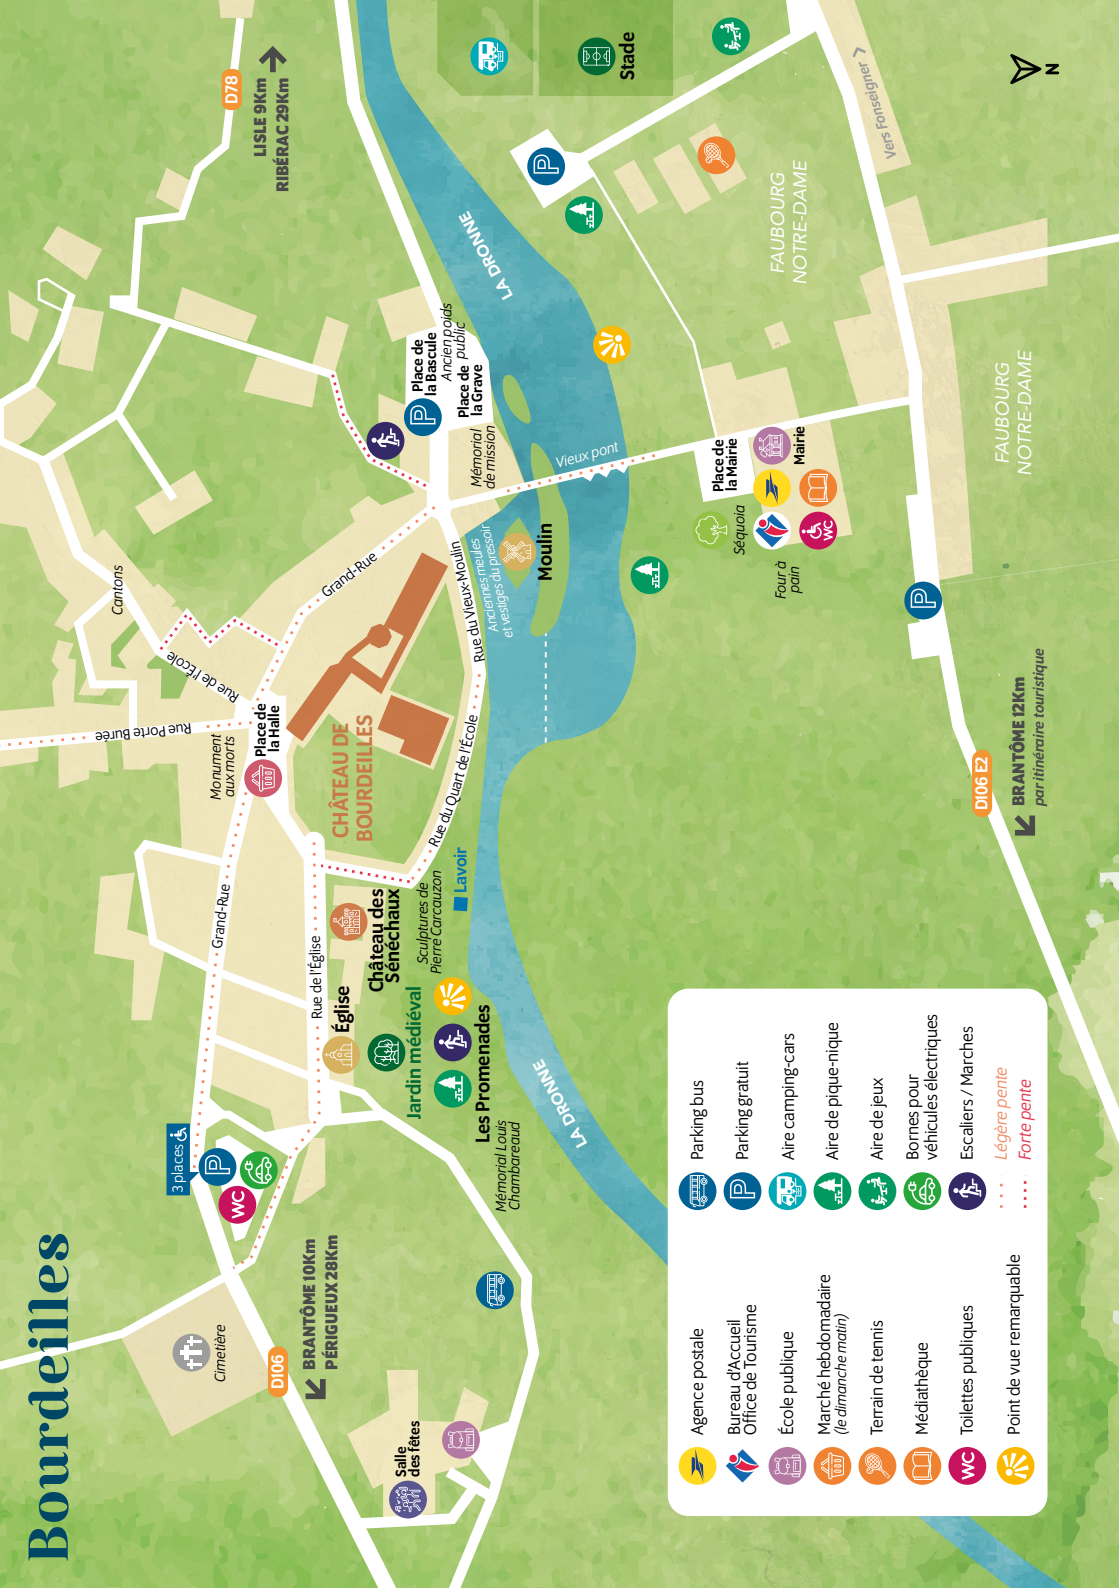 Bourdeilles
Cimetière
D106
BRANTÔME 10Km
PÉRIGUEUX 28Km
Salle
des fêtes
3 places
P
WC
Grand-Rue
Rue de l'Église
Église
Jardin médiéval
Les Promenades
Mémorial Louis
Chambareaud
Château des
Sénéchaux
Sculptures de
Pierre Carcauzon
Lavoir
LA DRONNE
Monument
aux morts
Place de
la Halle
Rue Porte Burée
Rue de l'École
Cantons
CHÂTEAU DE
BOURDEILLES
Rue du Quart de l'École
Rue du Vieux-Moulin
Grand-Rue
Anciennes meules
et vestiges du pressoir
Moulin
Mémorial
de mission
Vieux pont
P
Place de
la Bascule
Ancien poids
public
Place de
la Grave
D78
LISLE 9Km
RIBÉRAC 29Km
LA DRONNE
Stade
P
FAUBOURG
NOTRE-DAME
Vers Fonseigner >
N
Place de
la Mairie
Mairie
Séquoia
Four à
pain
WC
P
FAUBOURG
NOTRE-DAME
D106 E2
BRANTÔME 12Km
par itinéraire touristique
Agence postale
Bureau d'Accueil
Office de Tourisme
École publique
Marché hebdomadaire
(le dimanche matin)
Terrain de tennis
Médiathèque
WC
Toilettes publiques
Point de vue remarquable
Parking bus
P
Parking gratuit
Aire camping-cars
Aire de pique-nique
Aire de jeux
Bornes pour
véhicules électriques
Escaliers / Marches
Légère pente
Forte pente